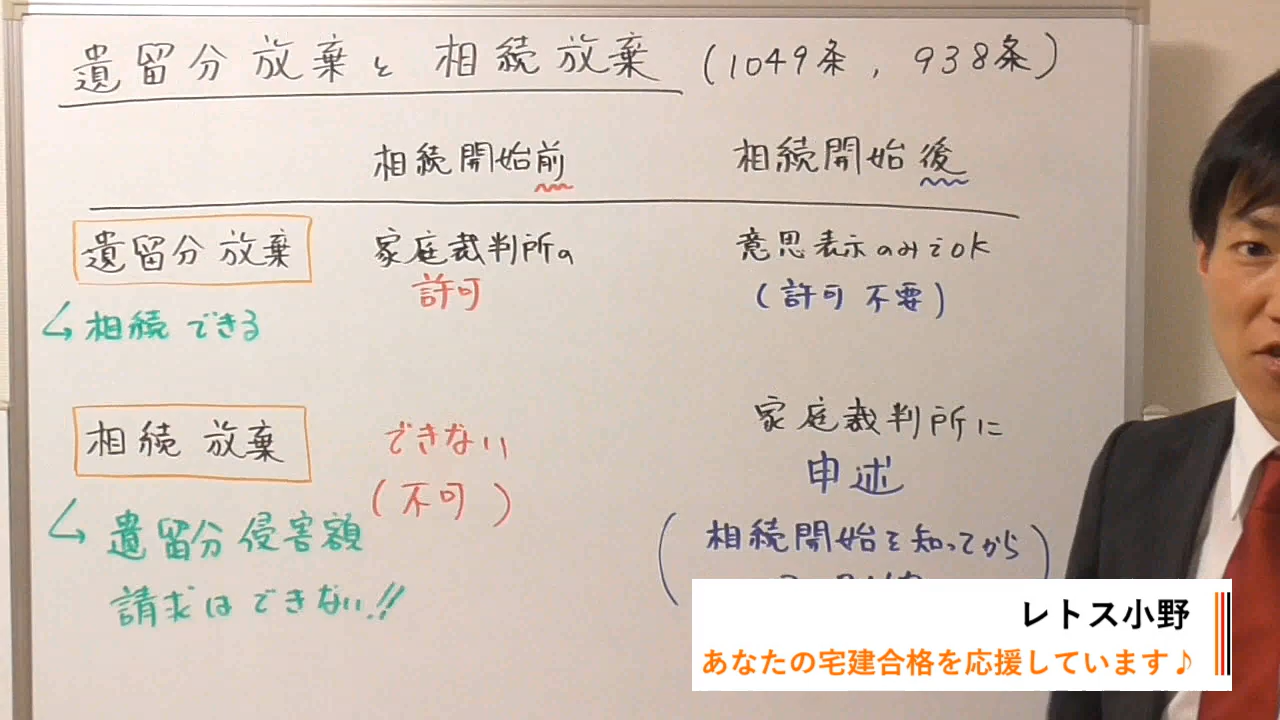 遺留分放棄と相続放棄 (1049条, 938条)
相続開始前 相続開始後
遺留分放棄 家庭裁判所の 意思表示のみでOK
許可 (許可不要)
↳相続できる
相続放棄 できない 家庭裁判所に
(不可) 申述
↳遺留分侵害額 (相続開始を知ってから
請求はできない!!
レトス小野
あなたの宅建合格を応援しています♪